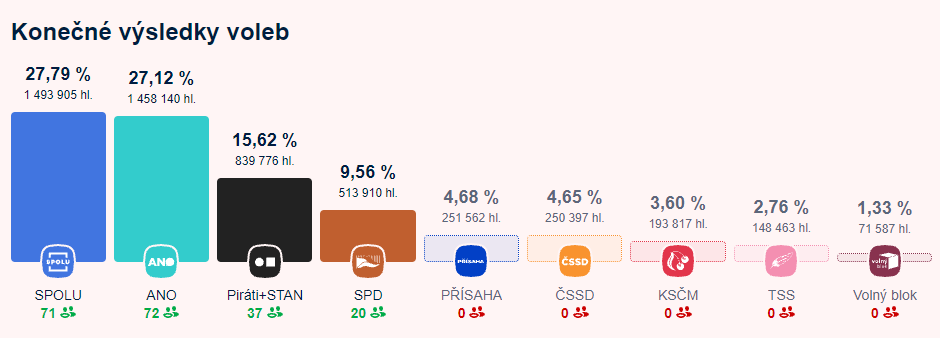 Konečné výsledky voleb
27,79 %
1 493 905 hl.
27,12 %
1 458 140 hl.
15,62 %
839 776 hl.
9,56 %
513 910 hl.
4,68 %
251 562 hl.
4,65 %
250 397 hl.
3,60 %
193 817 hl.
2,76 %
148 463 hl.
1,33 %
71 587 hl.
SPOLU
ANO
PŘÍSAHA
ČSSD
volný
blok
SPOLU
ANO
Piráti+STAN
SPD
PŘÍSAHA
ČSSD
KSČM
TSS
Volný blok
71
72
37
20
0
0
0
0
0